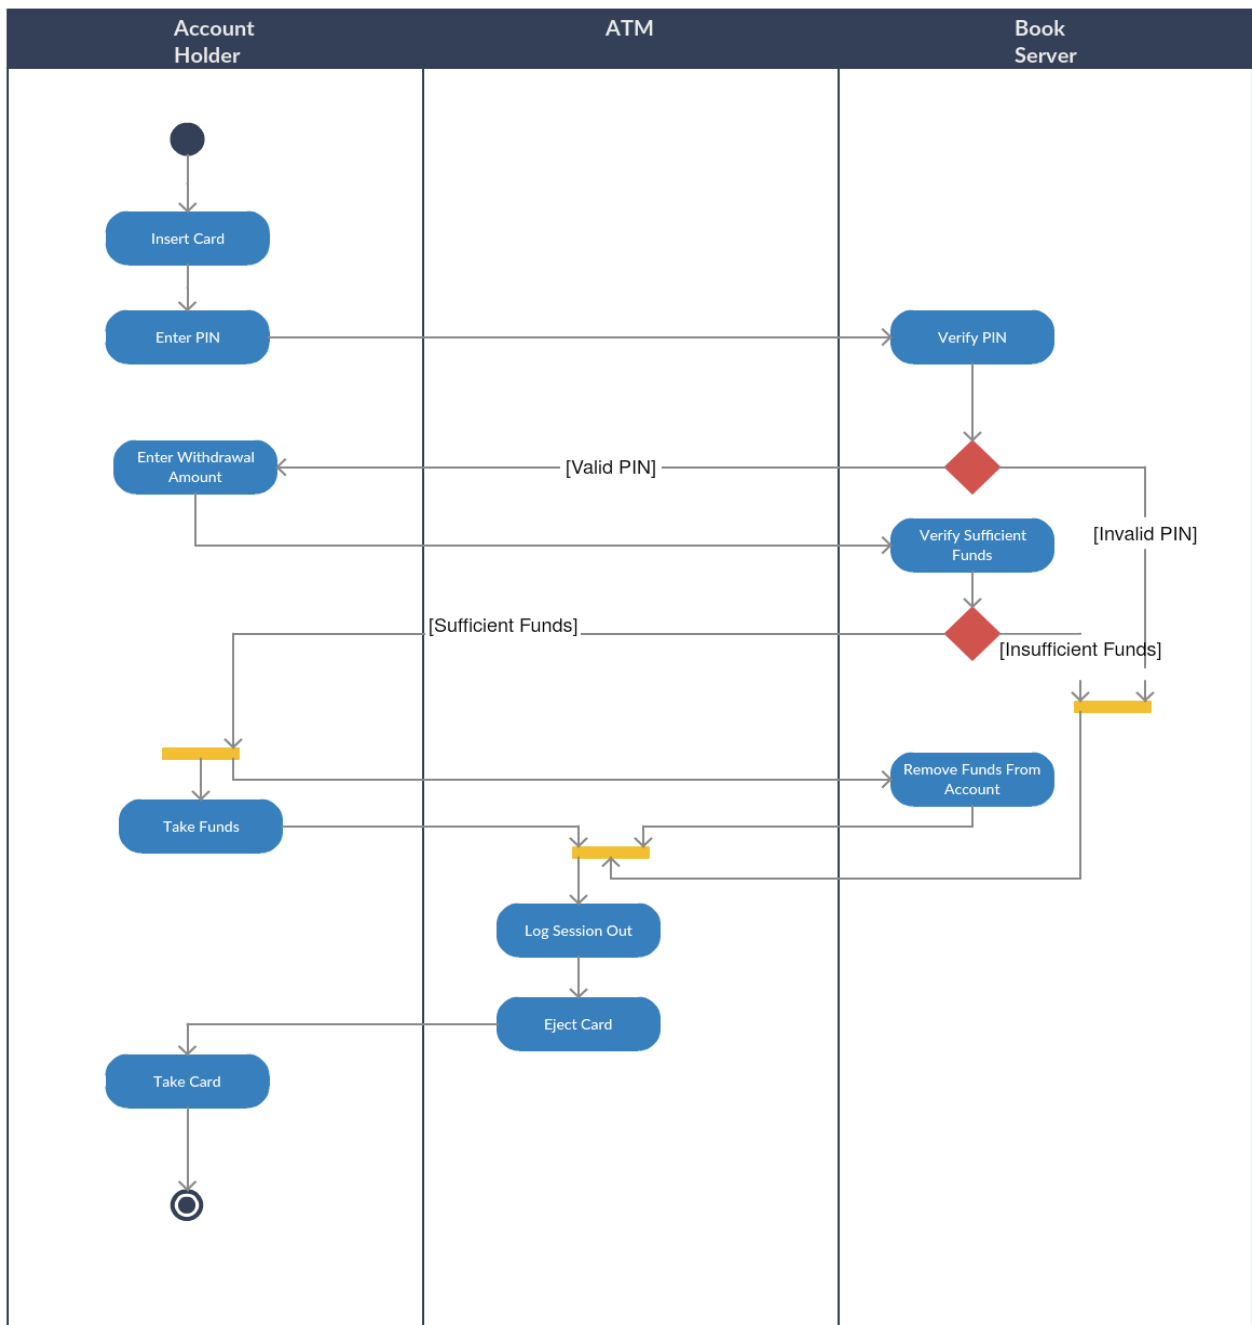 Account
Holder
ATM
Book
Server
Insert Card
Enter PIN
Verify PIN
Enter Withdrawal
Amount
[Valid PIN]
[Invalid PIN]
Verify Sufficient
Funds
[Sufficient Funds]
[Insufficient Funds]
Remove Funds From
Account
Take Funds
Log Session Out
Eject Card
Take Card